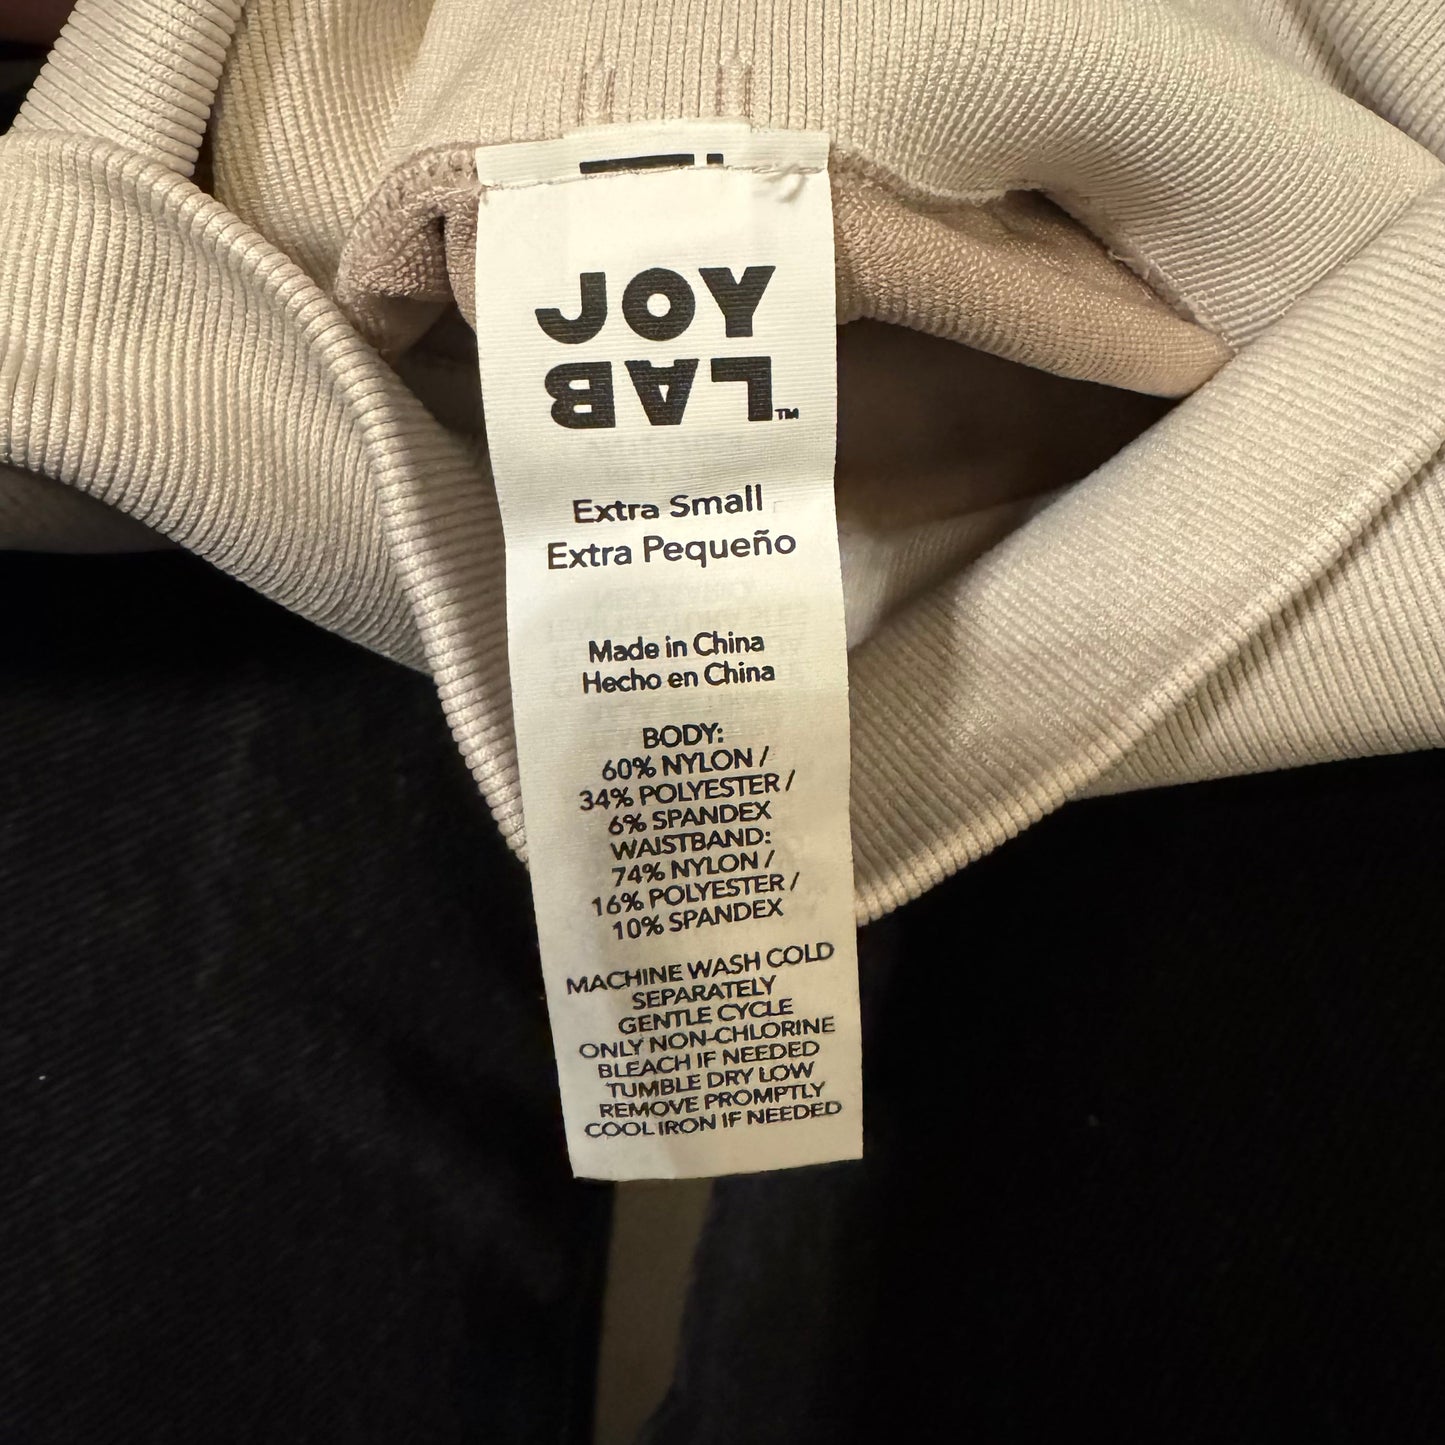 JOY
LAB™
Extra Small
Extra Pequeño
Made in China
Hecho en China
BODY:
60% NYLON /
34% POLYESTER /
6% SPANDEX
WAISTBAND:
74% NYLON /
16% POLYESTER /
10% SPANDEX
MACHINE WASH COLD
SEPARATELY
GENTLE CYCLE
ONLY NON-CHLORINE
BLEACH IF NEEDED
TUMBLE DRY LOW
REMOVE PROMPTLY
COOL IRON IF NEEDED